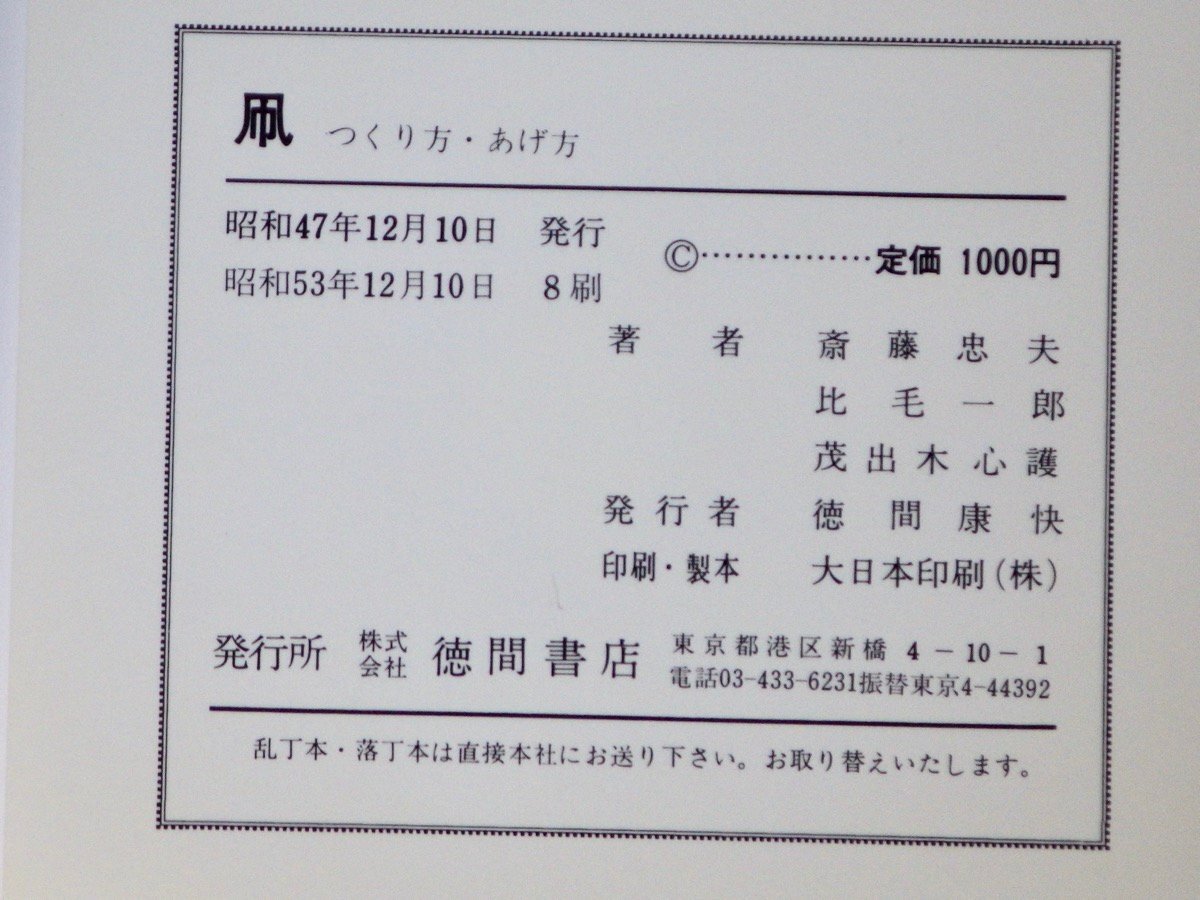 凧 つくり方・あげ方
昭和47年12月10日 発行
昭和53年12月10日 8刷
©……………定価 1000円
著者 斎藤忠夫
比毛一郎
茂出木心護
発行者 徳間康快
印刷・製本 大日本印刷(株)
発行所 株式会社 徳間書店 東京都港区新橋 4-10-1
電話03-433-6231振替東京4-44392
乱丁本・落丁本は直接本社にお送り下さい。お取り替えいたします。